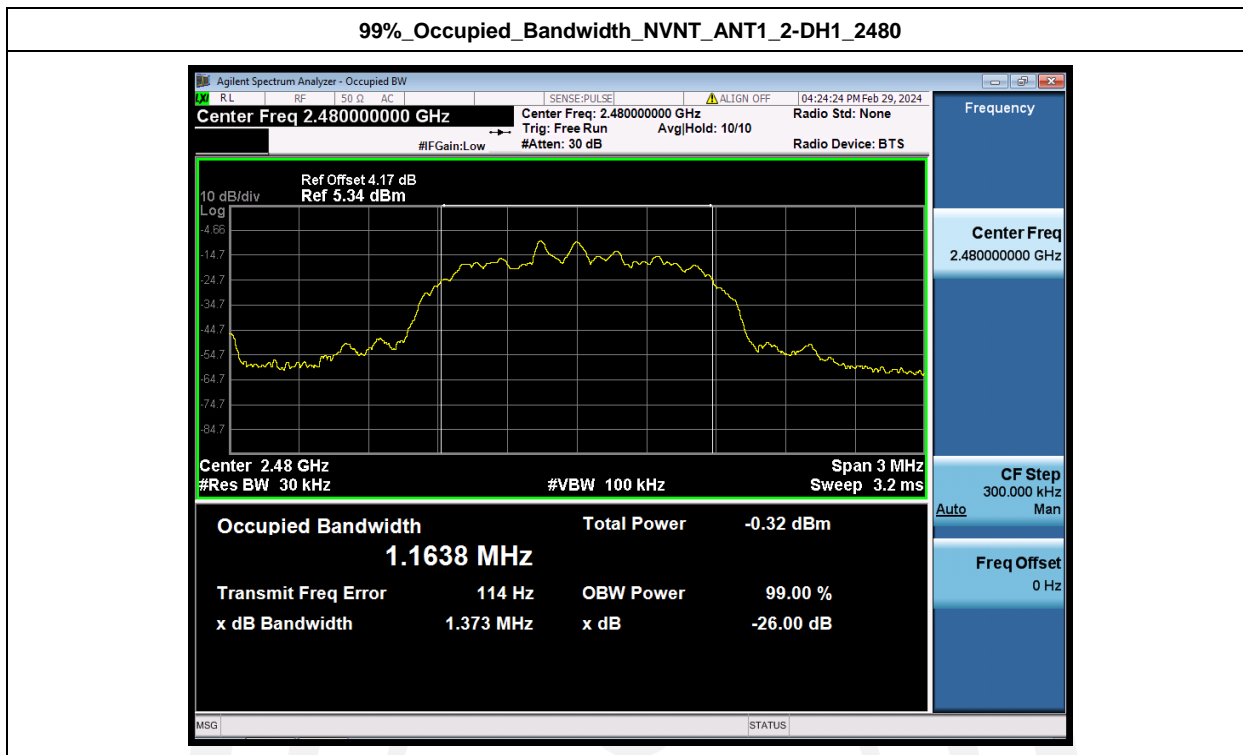 99%_Occupied_Bandwidth_NVNT_ANT1_2-DH1_2480
Agilent Spectrum Analyzer - Occupied BW
LXI RL RF 50 Ω AC SENSE:PULSE ALIGN OFF 04:24:24 PM Feb 29, 2024
Center Freq 2.480000000 GHz
Center Freq: 2.480000000 GHz Radio Std: None
Trig: Free Run Avg|Hold: 10/10
#IFGain:Low #Atten: 30 dB Radio Device: BTS
Ref Offset 4.17 dB
10 dB/div Ref 5.34 dBm
Log
-4.66
-14.7
-24.7
-34.7
-44.7
-54.7
-64.7
-74.7
-84.7
Center 2.48 GHz Span 3 MHz
#Res BW 30 kHz #VBW 100 kHz Sweep 3.2 ms
Occupied Bandwidth Total Power -0.32 dBm
1.1638 MHz
Transmit Freq Error 114 Hz OBW Power 99.00 %
x dB Bandwidth 1.373 MHz x dB -26.00 dB
MSG STATUS
Frequency
Center Freq
2.480000000 GHz
CF Step
300.000 kHz
Auto Man
Freq Offset
0 Hz